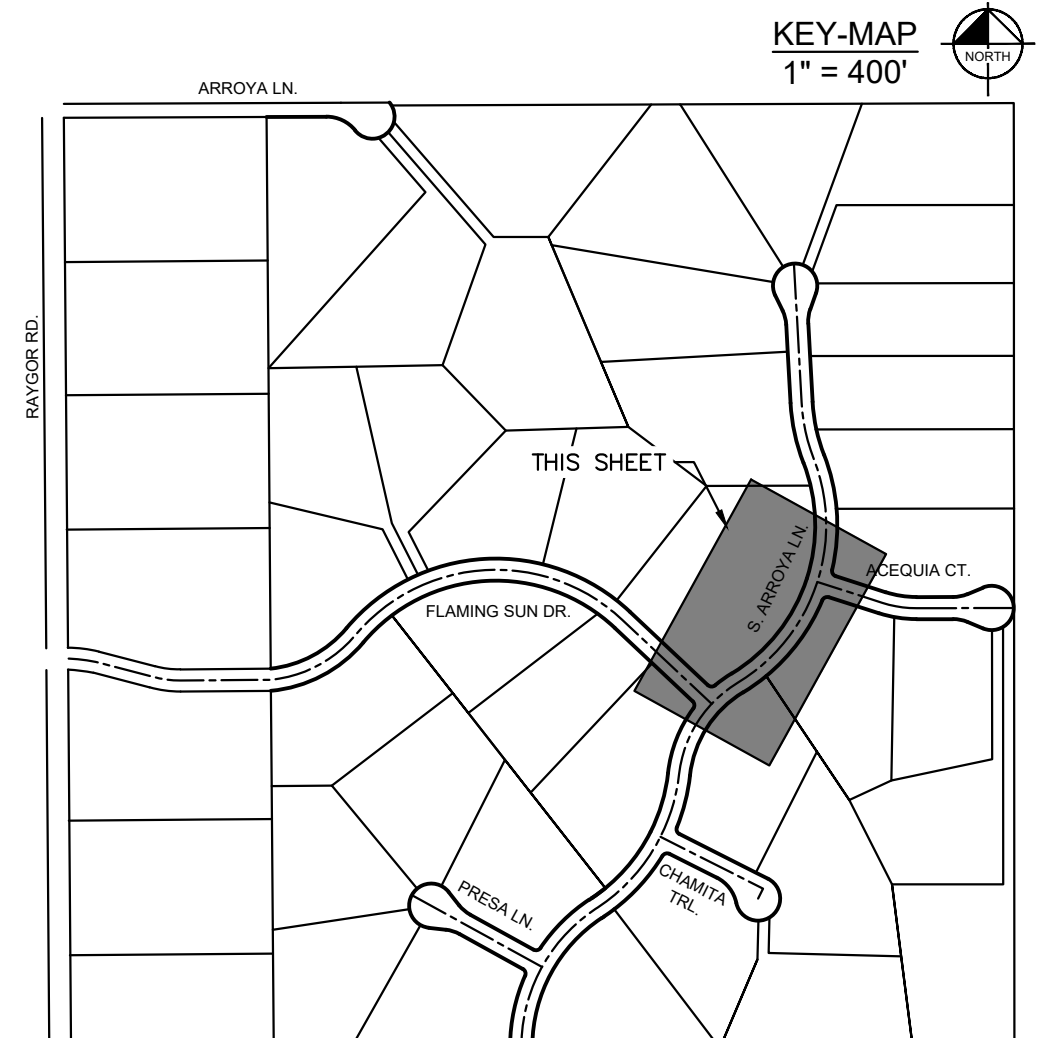 KEY-MAP
1" = 400'
NORTH
ARROYA LN.
RAYGOR RD.
THIS SHEET
S. ARROYA LN.
ACEQUIA CT.
FLAMING SUN DR.
CHAMITA
TRL.
PRESA LN.